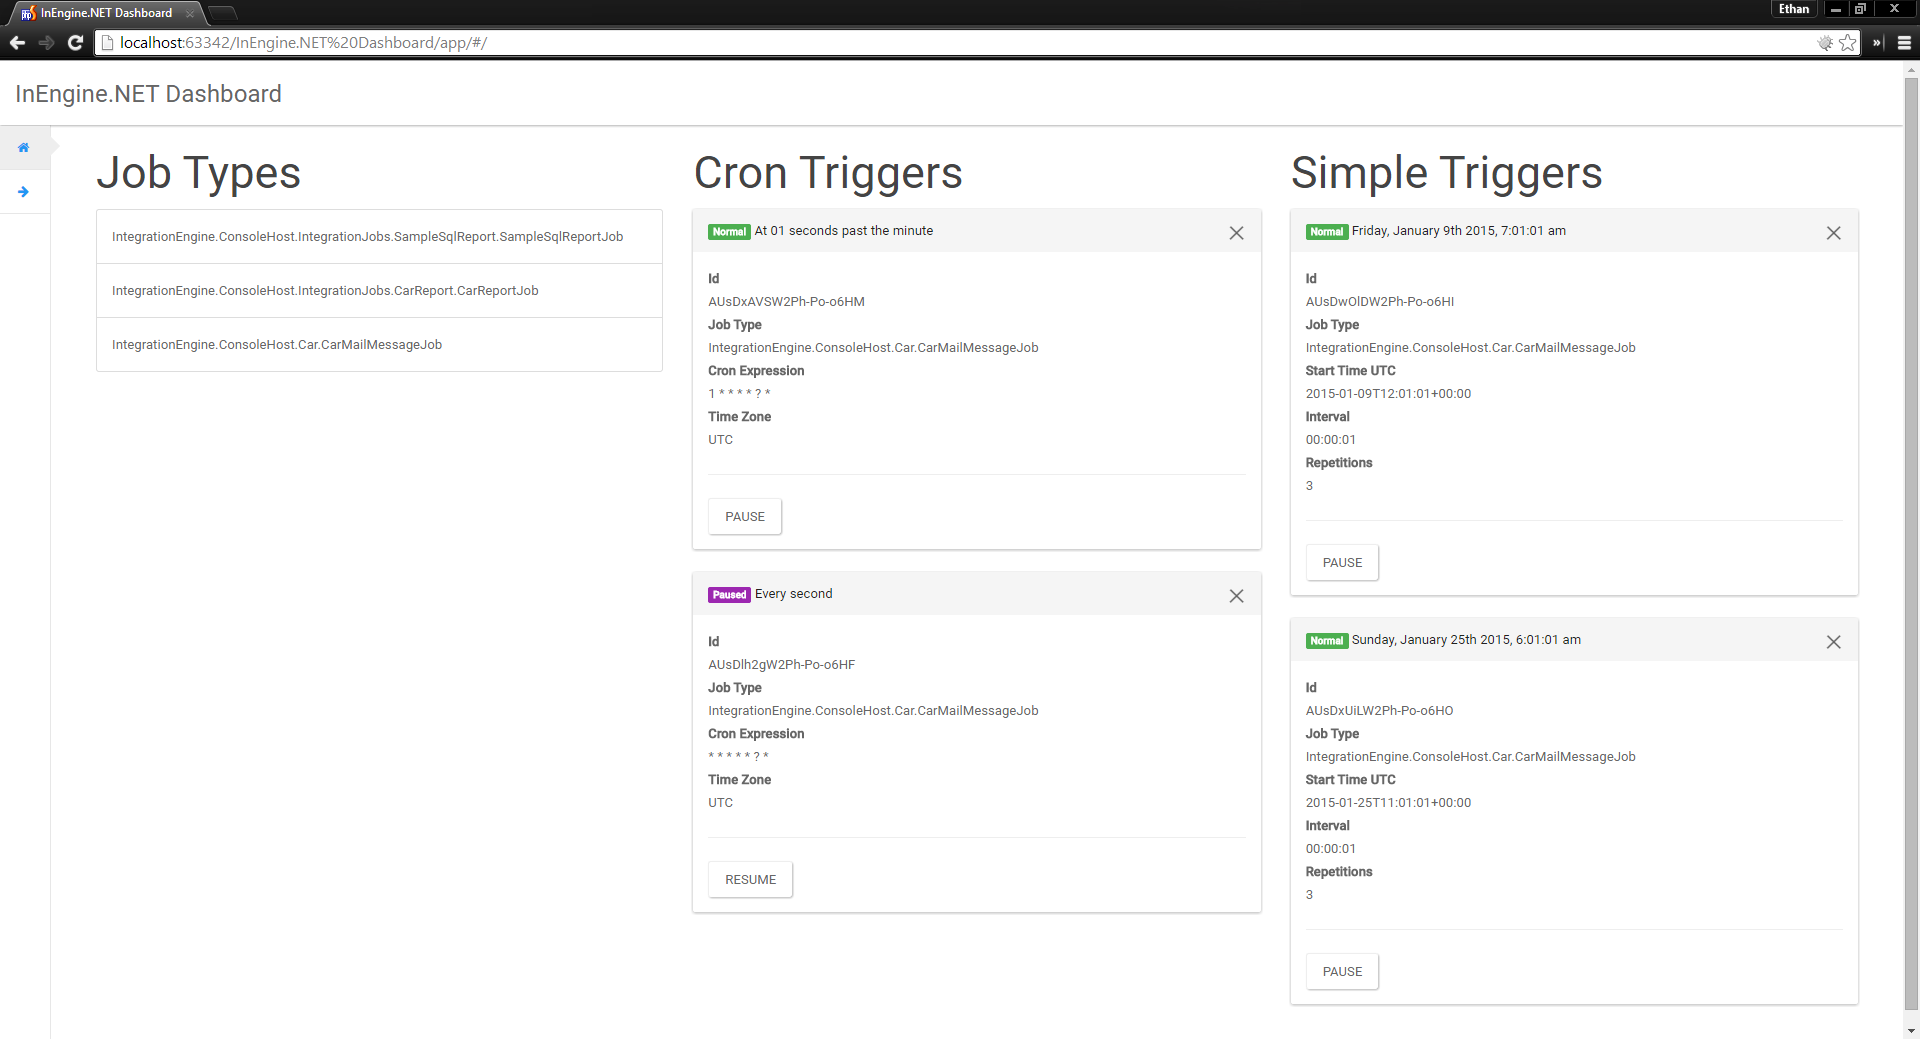 InEngine.NET Dashboard
Ethan
localhost:63342/InEngine.NET%20Dashboard/app/#/
InEngine.NET Dashboard
Job Types
IntegrationEngine.ConsoleHost.IntegrationJobs.SampleSqlReport.SampleSqlReportJob
IntegrationEngine.ConsoleHost.IntegrationJobs.CarReport.CarReportJob
IntegrationEngine.ConsoleHost.Car.CarMailMessageJob
Cron Triggers
Normal At 01 seconds past the minute
Id
AUsDxAVSW2Ph-Po-o6HM
Job Type
IntegrationEngine.ConsoleHost.Car.CarMailMessageJob
Cron Expression
1 * * * * ? *
Time Zone
UTC
PAUSE
Paused Every second
Id
AUsDlh2gW2Ph-Po-o6HF
Job Type
IntegrationEngine.ConsoleHost.Car.CarMailMessageJob
Cron Expression
* * * * * ? *
Time Zone
UTC
RESUME
Simple Triggers
Normal Friday, January 9th 2015, 7:01:01 am
Id
AUsDwOlDW2Ph-Po-o6HI
Job Type
IntegrationEngine.ConsoleHost.Car.CarMailMessageJob
Start Time UTC
2015-01-09T12:01:01+00:00
Interval
00:00:01
Repetitions
3
PAUSE
Normal Sunday, January 25th 2015, 6:01:01 am
Id
AUsDxUiLW2Ph-Po-o6HO
Job Type
IntegrationEngine.ConsoleHost.Car.CarMailMessageJob
Start Time UTC
2015-01-25T11:01:01+00:00
Interval
00:00:01
Repetitions
3
PAUSE